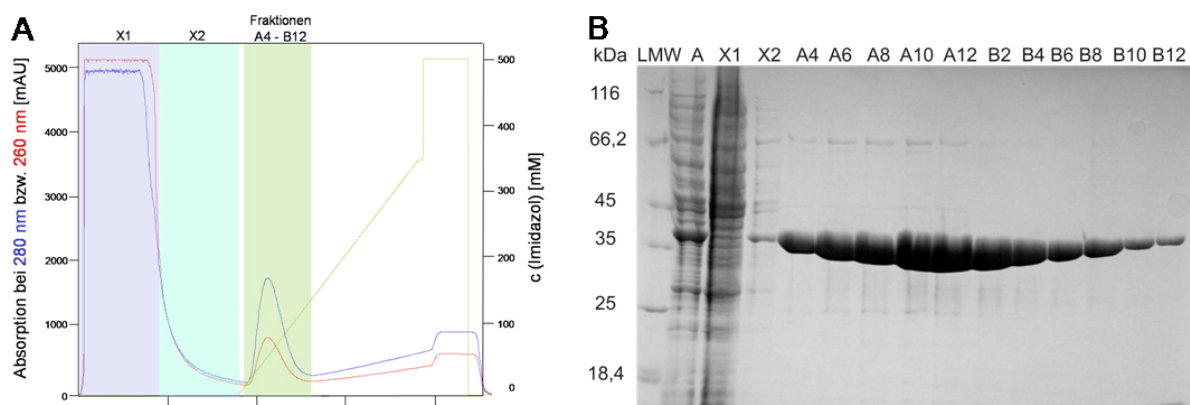 A
Fraktionen
X1 X2 A4 - B12
Absorption bei 280 nm bzw. 260 nm [mAU]
5000
4000
3000
2000
1000
0
500
400
300
200
100
0
c (Imidazol) [mM]
B
kDa LMW A X1 X2 A4 A6 A8 A10 A12 B2 B4 B6 B8 B10 B12
116
66,2
45
35
25
18,4